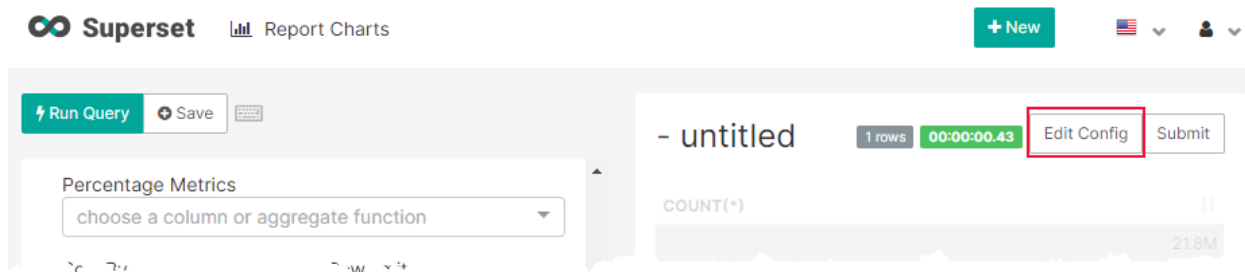 Superset Report Charts + New
Run Query Save
- untitled 1 rows 00:00:00.43 Edit Config Submit
Percentage Metrics
choose a column or aggregate function
COUNT(*)
21.8M